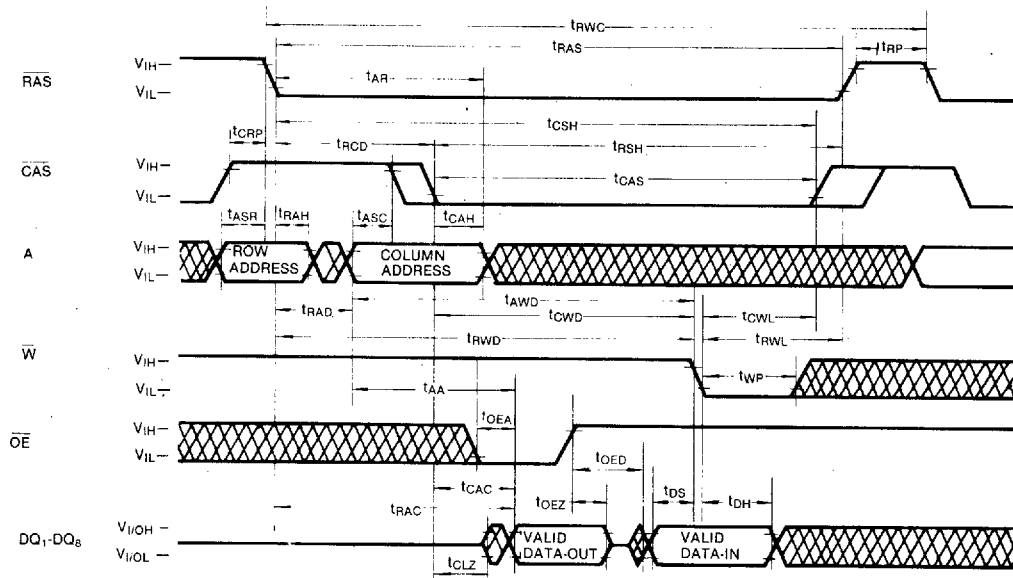 tRWC
tRAS
tRP
RAS
VIH
VIL
tAR
tCSH
tCRP
tRCD
tRSH
CAS
VIH
VIL
tCAS
tASR
tRAH
tASC
tCAH
A
VIH
VIL
ROW
ADDRESS
COLUMN
ADDRESS
tRAD
tAWD
tCWD
tCWL
tRWD
tRWL
W
VIH
VIL
tWP
tAA
tOEA
OE
VIH
VIL
tOED
tCAC
tOEZ
tDS
tDH
tRAC
DQ1-DQ8
VI/OH
VI/OL
VALID
DATA-OUT
VALID
DATA-IN
tCLZ